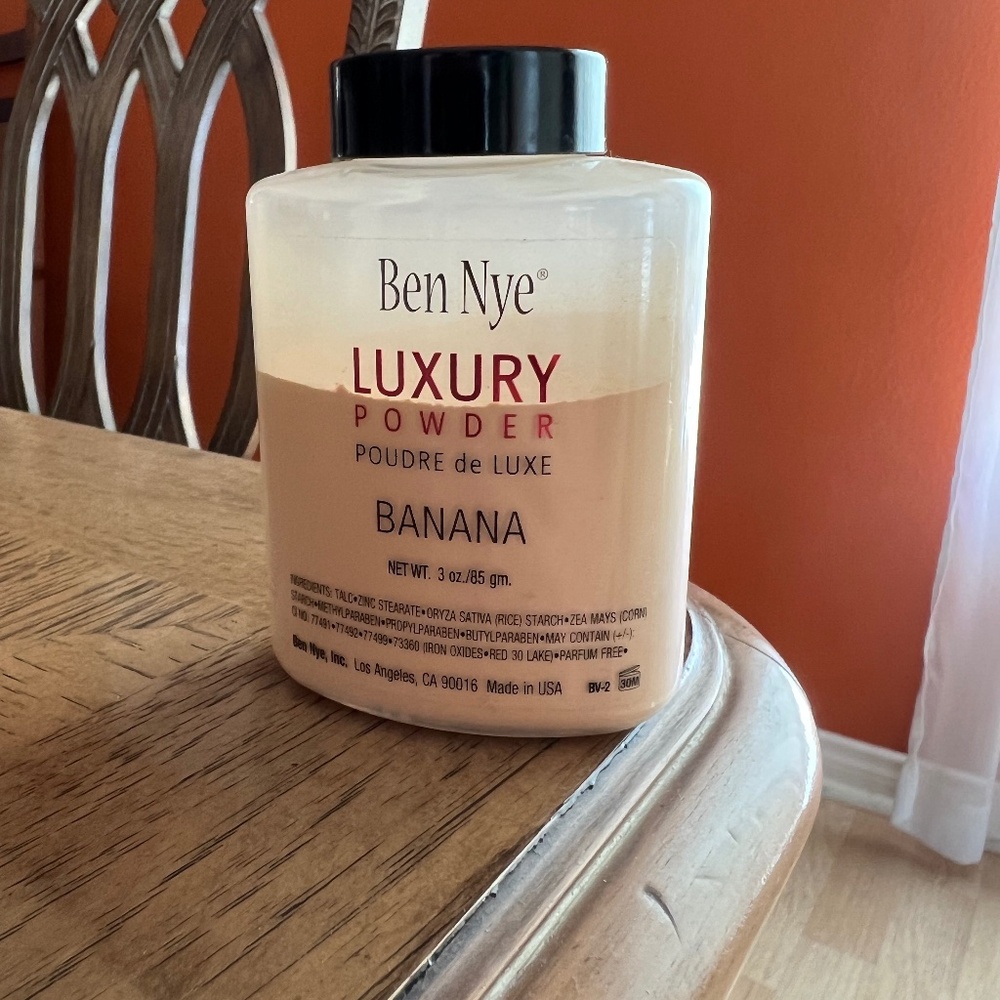 Ben Nye®
LUXURY
POWDER
POUDRE de LUXE
BANANA
NET WT. 3 oz./85 gm.
INGREDIENTS: TALC•ZINC STEARATE•ORYZA SATIVA (RICE) STARCH•ZEA MAYS (CORN)
STARCH•METHYLPARABEN•PROPYLPARABEN•BUTYLPARABEN•MAY CONTAIN (+/-):
CI NO. 77491•77492•77499•73360 (IRON OXIDES•RED 30 LAKE)•PARFUM FREE•
Ben Nye, Inc. Los Angeles, CA 90016 Made in USA BV-2 30M